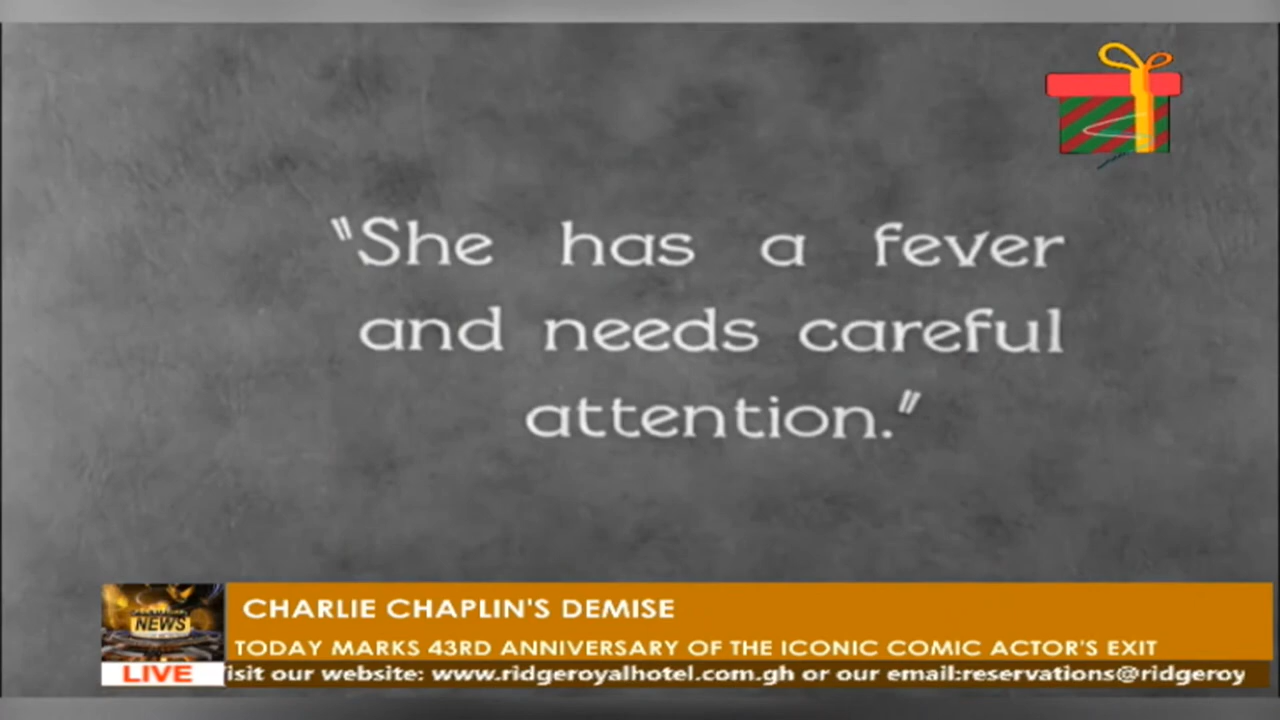 "She has a fever
and needs careful
attention."
NEWS
CHARLIE CHAPLIN'S DEMISE
TODAY MARKS 43RD ANNIVERSARY OF THE ICONIC COMIC ACTOR'S EXIT
LIVE
isit our website: www.ridgeroyalhotel.com.gh or our email:reservations@ridgeroy